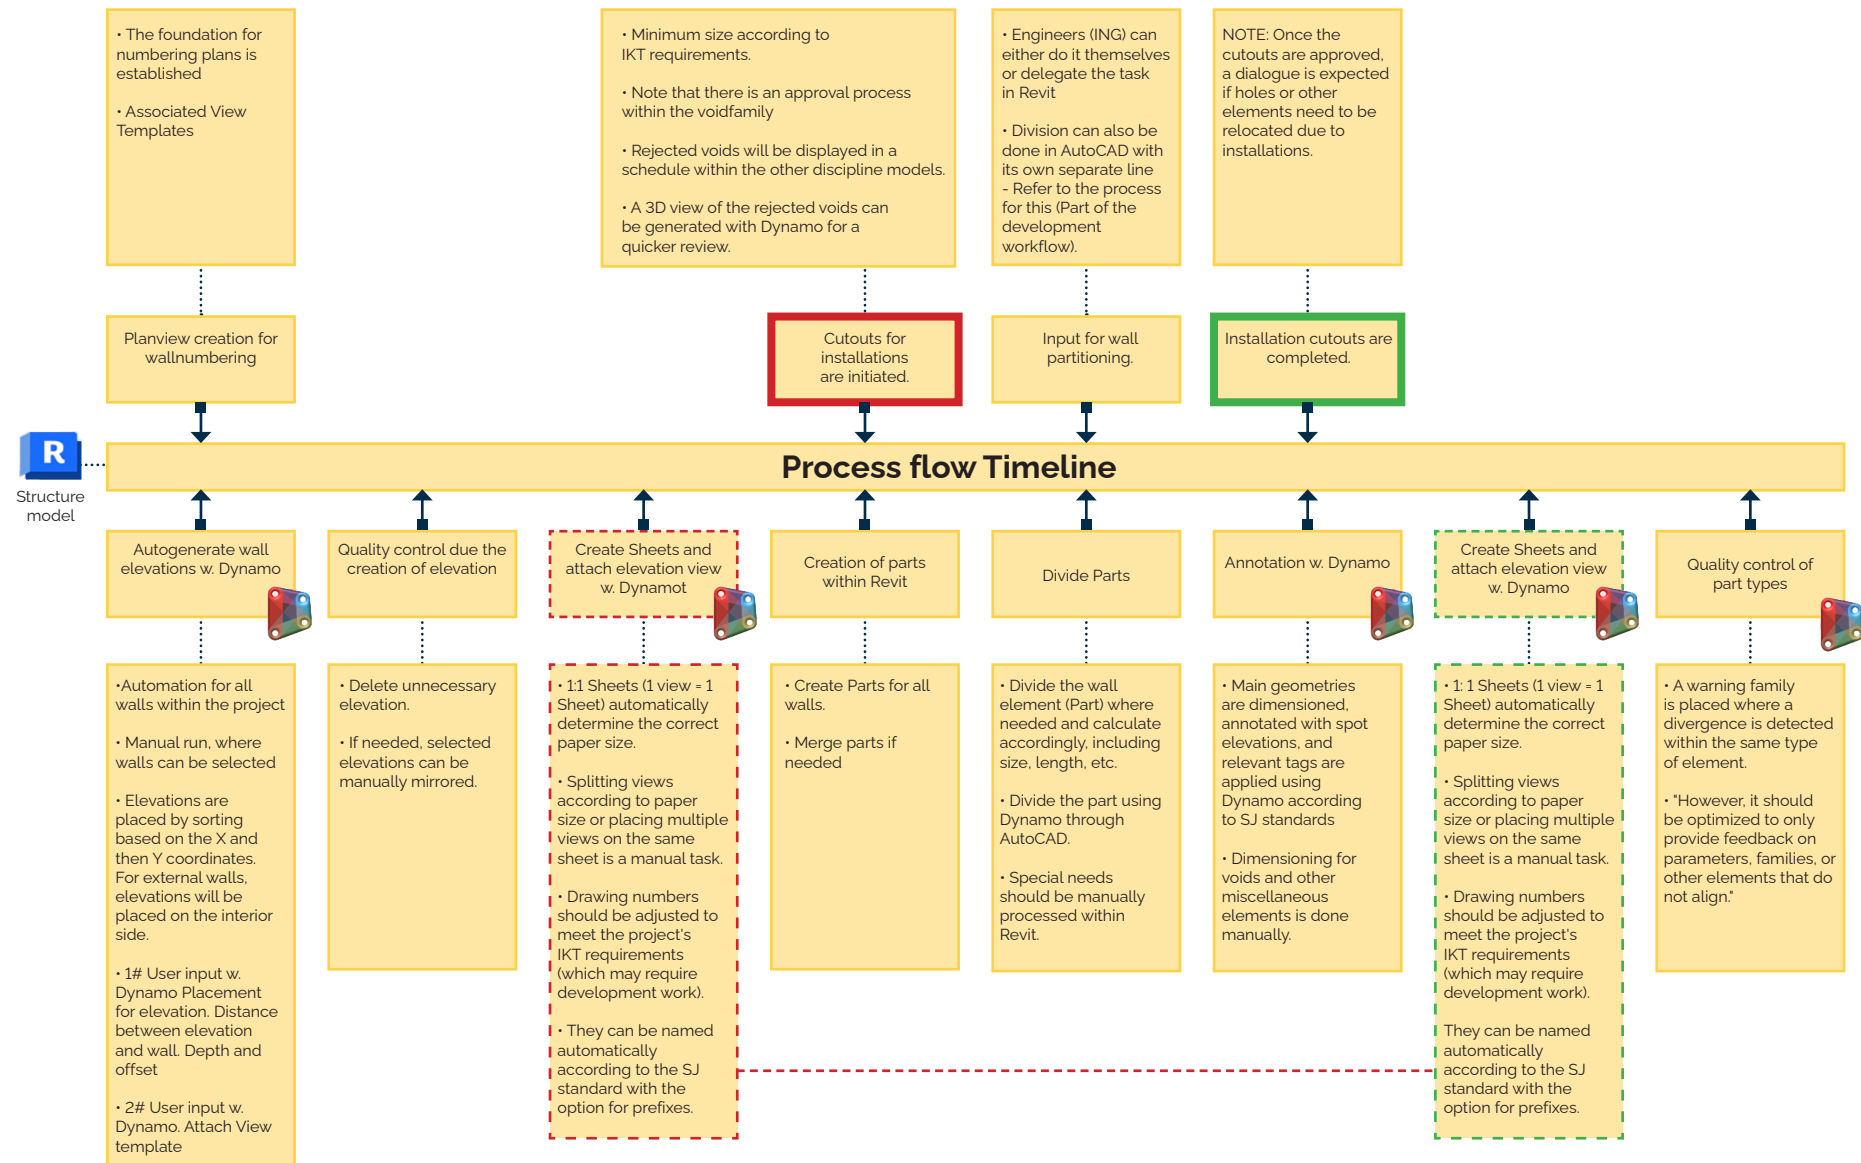 • The foundation for
numbering plans is
established
• Associated View
Templates
• Minimum size according to
IKT requirements.
• Note that there is an approval process
within the voidfamily
• Rejected voids will be displayed in a
schedule within the other discipline models.
• A 3D view of the rejected voids can
be generated with Dynamo for a
quicker review.
• Engineers (ING) can
either do it themselves
or delegate the task
in Revit
• Division can also be
done in AutoCAD with
its own separate line
- Refer to the process
for this (Part of the
development
workflow).
NOTE: Once the
cutouts are approved,
a dialogue is expected
if holes or other
elements need to be
relocated due to
installations.
Planview creation for
wallnumbering
Cutouts for
installations
are initiated.
Input for wall
partitioning.
Installation cutouts are
completed.
R
Structure
model
Process flow Timeline
Autogenerate wall
elevations w. Dynamo
Quality control due the
creation of elevation
Create Sheets and
attach elevation view
w. Dynamot
Creation of parts
within Revit
Divide Parts
Annotation w. Dynamo
Create Sheets and
attach elevation view
w. Dynamo
Quality control of
part types
•Automation for all
walls within the project
• Manual run, where
walls can be selected
• Elevations are
placed by sorting
based on the X and
then Y coordinates.
For external walls,
elevations will be
placed on the interior
side.
• 1# User input w.
Dynamo Placement
for elevation. Distance
between elevation
and wall. Depth and
offset
• 2# User input w.
Dynamo. Attach View
template
• Delete unnecessary
elevation.
• If needed, selected
elevations can be
manually mirrored.
• 1:1 Sheets (1 view = 1
Sheet) automatically
determine the correct
paper size.
• Splitting views
according to paper
size or placing multiple
views on the same
sheet is a manual task.
• Drawing numbers
should be adjusted to
meet the project's
IKT requirements
(which may require
development work).
• They can be named
automatically
according to the SJ
standard with the
option for prefixes.
• Create Parts for all
walls.
• Merge parts if
needed
• Divide the wall
element (Part) where
needed and calculate
accordingly, including
size, length, etc.
• Divide the part using
Dynamo through
AutoCAD.
• Special needs
should be manually
processed within
Revit.
• Main geometries
are dimensioned,
annotated with spot
elevations, and
relevant tags are
applied using
Dynamo according
to SJ standards
• Dimensioning for
voids and other
miscellaneous
elements is done
manually.
• 1: 1 Sheets (1 view = 1
Sheet) automatically
determine the correct
paper size.
• Splitting views
according to paper
size or placing multiple
views on the same
sheet is a manual task.
• Drawing numbers
should be adjusted to
meet the project's
IKT requirements
(which may require
development work).
They can be named
automatically
according to the SJ
standard with the
option for prefixes.
• A warning family
is placed where a
divergence is detected
within the same type
of element.
• "However, it should
be optimized to only
provide feedback on
parameters, families, or
other elements that do
not align."